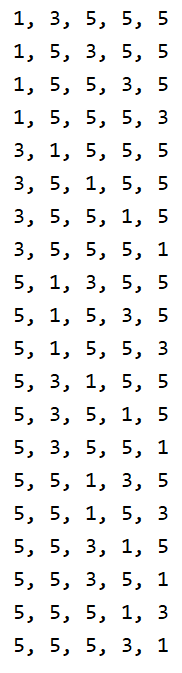 1, 3, 5, 5, 5
1, 5, 3, 5, 5
1, 5, 5, 3, 5
1, 5, 5, 5, 3
3, 1, 5, 5, 5
3, 5, 1, 5, 5
3, 5, 5, 1, 5
3, 5, 5, 5, 1
5, 1, 3, 5, 5
5, 1, 5, 3, 5
5, 1, 5, 5, 3
5, 3, 1, 5, 5
5, 3, 5, 1, 5
5, 3, 5, 5, 1
5, 5, 1, 3, 5
5, 5, 1, 5, 3
5, 5, 3, 1, 5
5, 5, 3, 5, 1
5, 5, 5, 1, 3
5, 5, 5, 3, 1